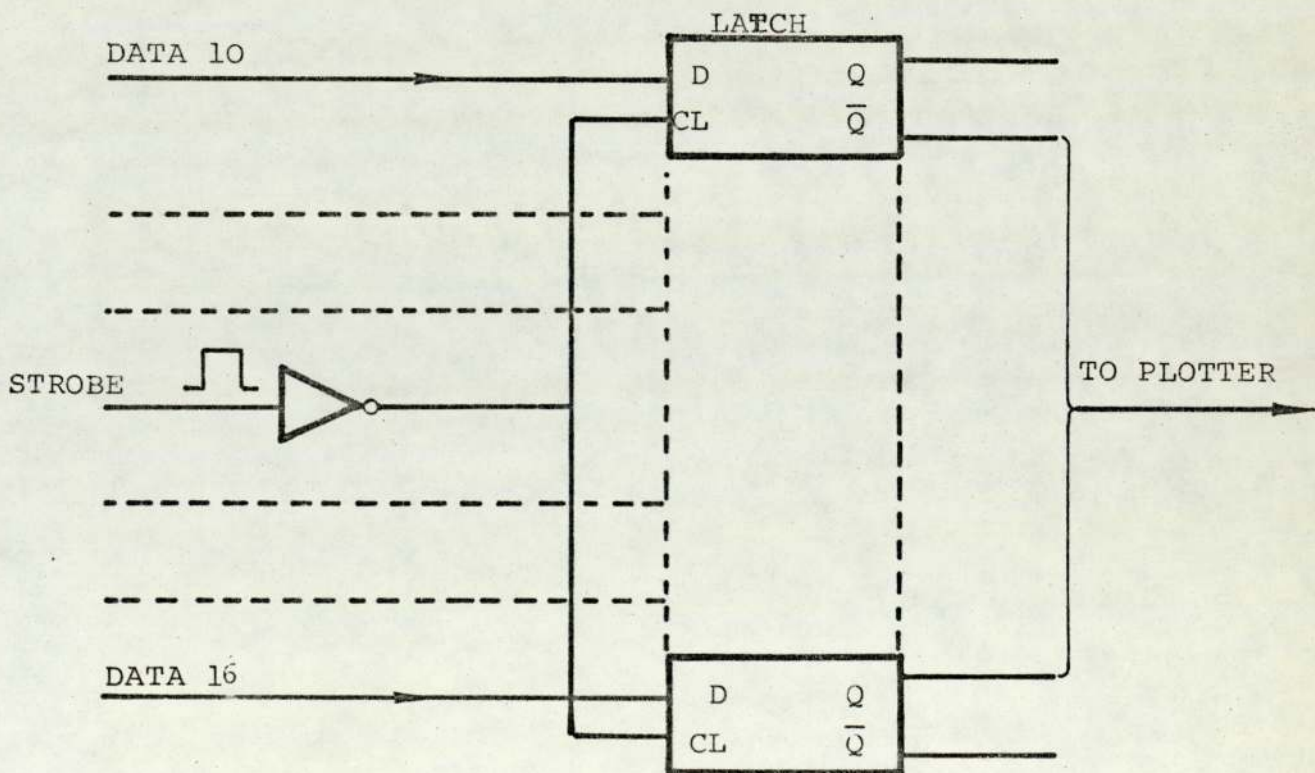 LATCH
DATA 10
D Q
CL Q̅
STROBE
TO PLOTTER
DATA 16
D Q
CL Q̅